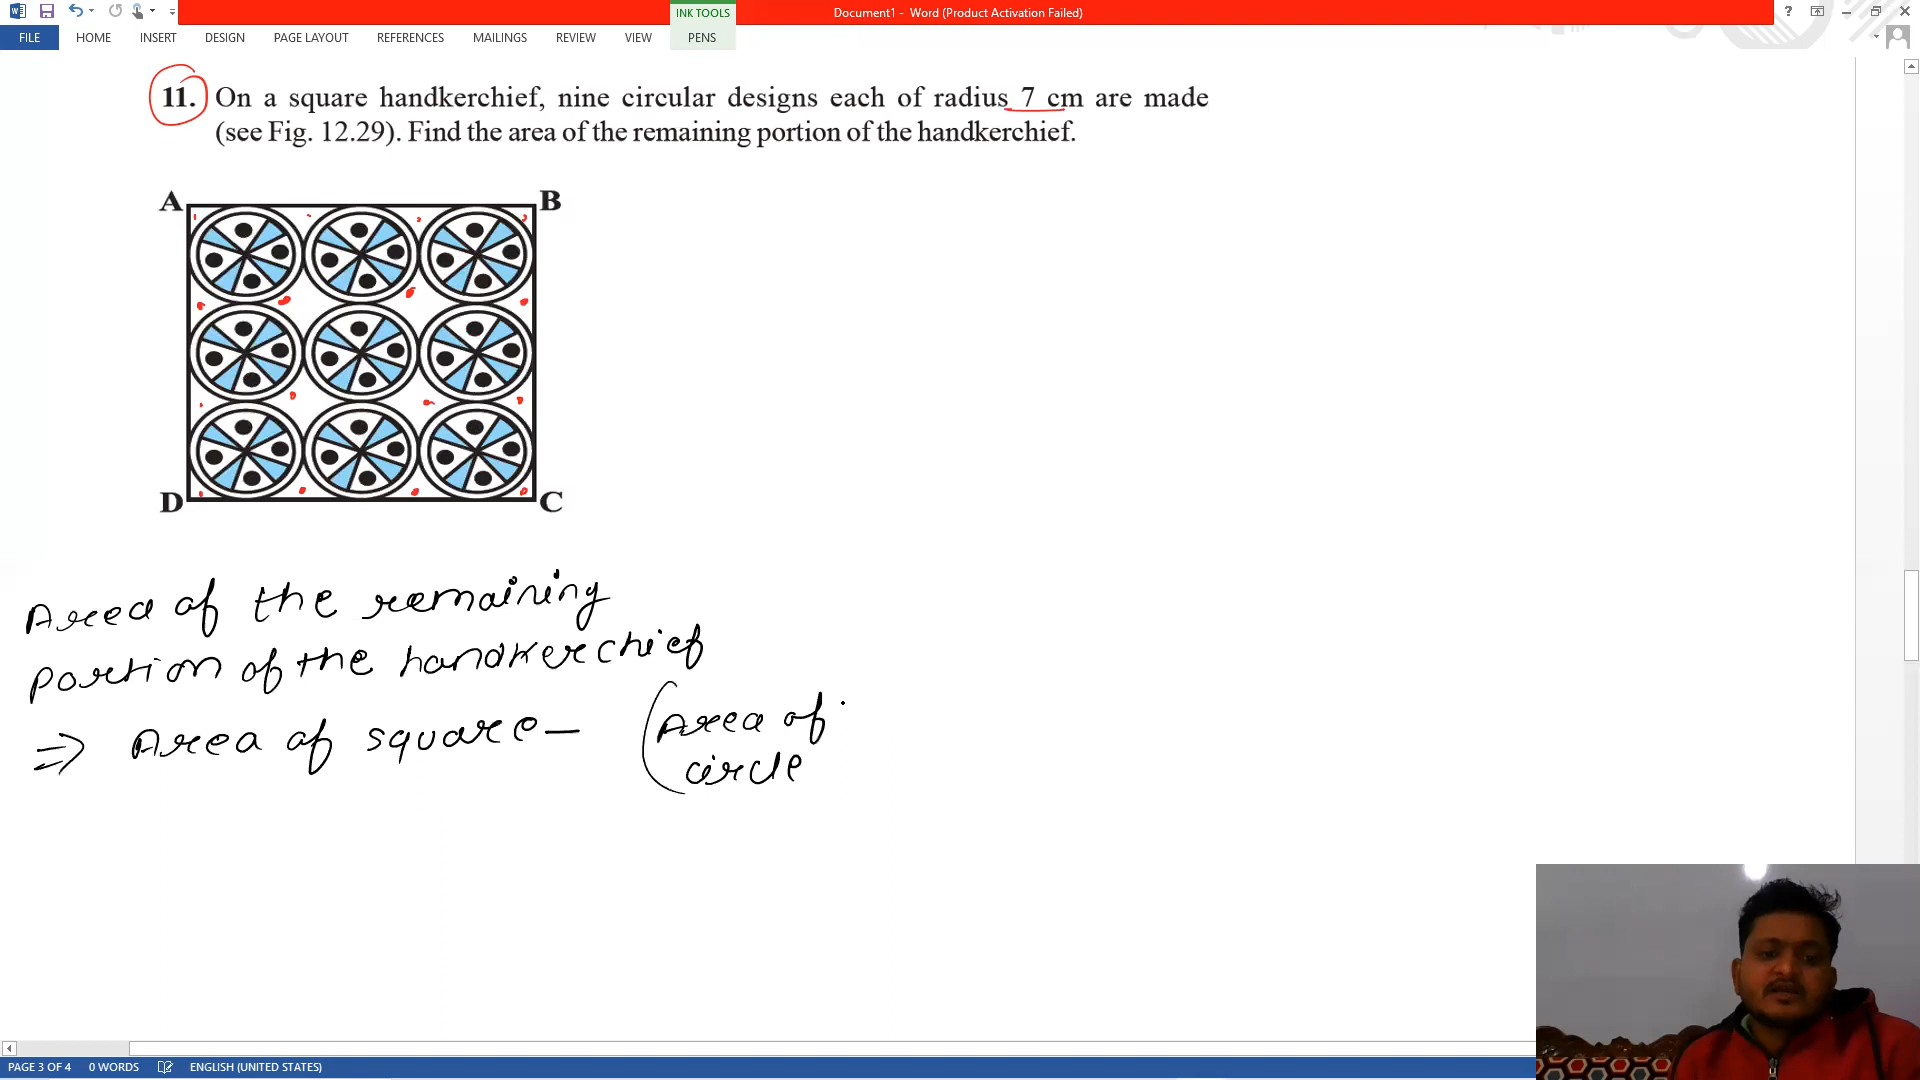 Document1 - Word (Product Activation Failed)
INK TOOLS
FILE HOME INSERT DESIGN PAGE LAYOUT REFERENCES MAILINGS REVIEW VIEW PENS
11. On a square handkerchief, nine circular designs each of radius 7 cm are made
(see Fig. 12.29). Find the area of the remaining portion of the handkerchief.
A B
D C
Area of the remaining
portion of the handkerchief
⇒ Area of square - (Area of
circle
PAGE 3 OF 4 0 WORDS ENGLISH (UNITED STATES)